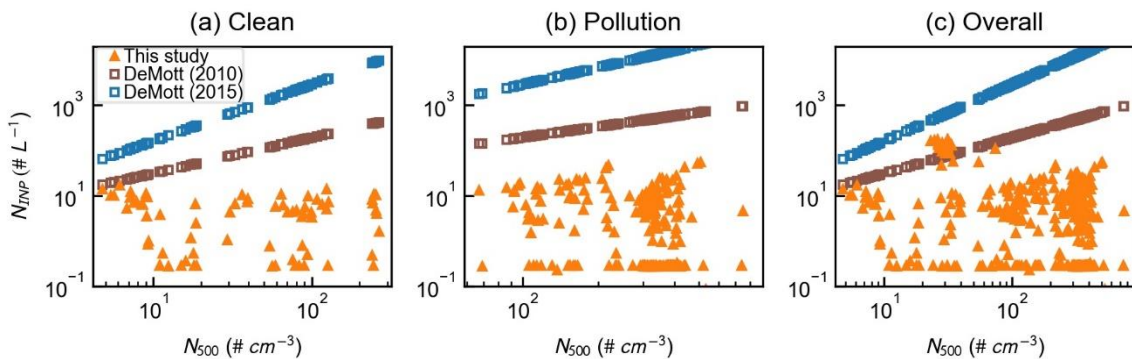 (a) Clean
(b) Pollution
(c) Overall
This study
DeMott (2010)
DeMott (2015)
N_INP (# L⁻¹)
10³
10¹
10⁻¹
10¹
10²
N₅₀₀ (# cm⁻³)
10³
10¹
10⁻¹
10²
N₅₀₀ (# cm⁻³)
10³
10¹
10⁻¹
10¹
10²
N₅₀₀ (# cm⁻³)